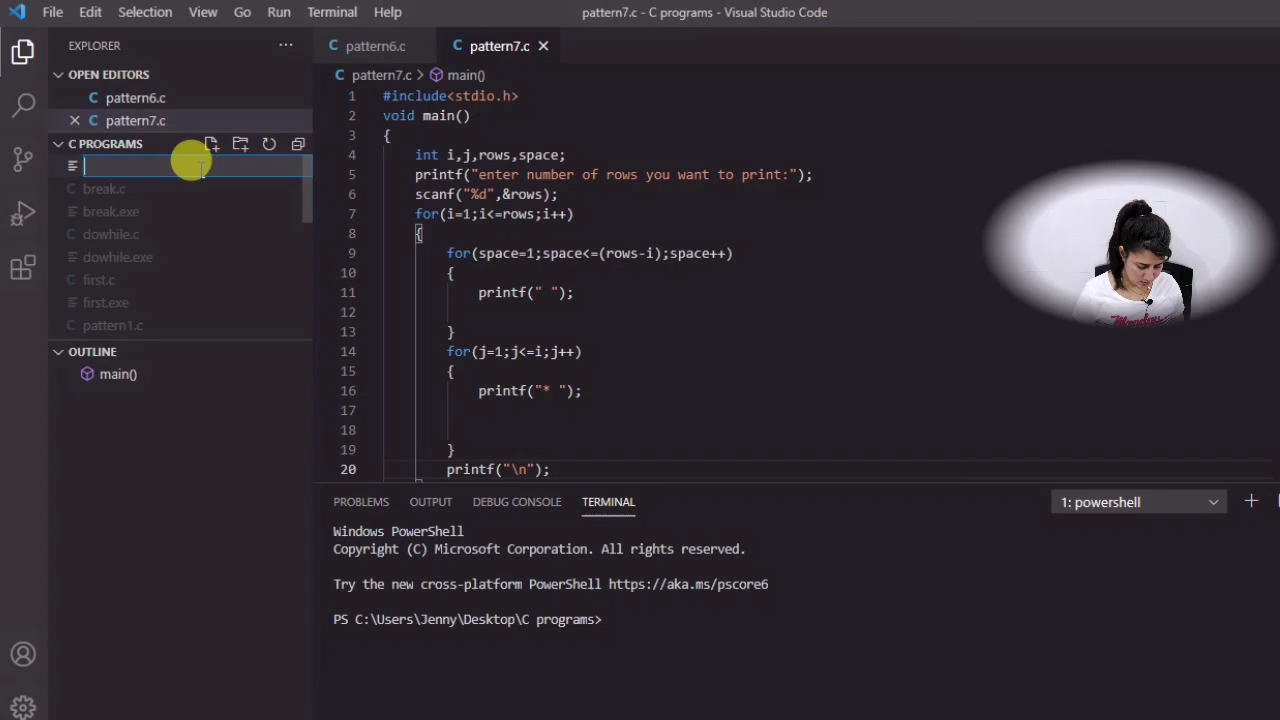 File Edit Selection View Go Run Terminal Help
pattern7.c - C programs - Visual Studio Code
EXPLORER
OPEN EDITORS
pattern6.c
pattern7.c
C PROGRAMS
break.c
break.exe
dowhile.c
dowhile.exe
first.c
first.exe
pattern1.c
OUTLINE
main()
C pattern6.c
C pattern7.c
C pattern7.c > main()
1 #include<stdio.h>
2 void main()
3 {
4 int i,j,rows,space;
5 printf("enter number of rows you want to print:");
6 scanf("%d",&rows);
7 for(i=1;i<=rows;i++)
8 {
9 for(space=1;space<=(rows-i);space++)
10 {
11 printf(" ");
12
13 }
14 for(j=1;j<=i;j++)
15 {
16 printf("* ");
17
18
19 }
20 printf("\n");
PROBLEMS OUTPUT DEBUG CONSOLE TERMINAL
1: powershell
Windows PowerShell
Copyright (C) Microsoft Corporation. All rights reserved.
Try the new cross-platform PowerShell https://aka.ms/pscore6
PS C:\Users\Jenny\Desktop\C programs>